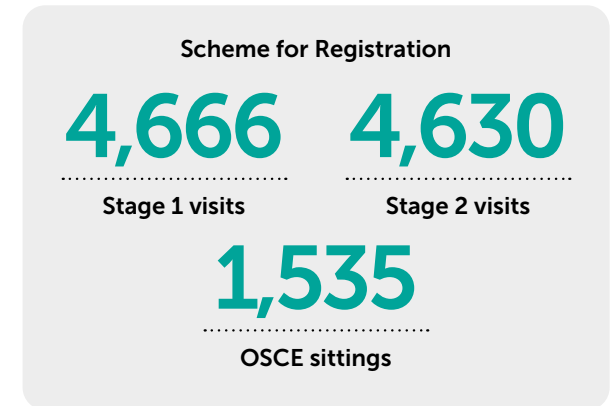 Scheme for Registration
4,666 4,630
Stage 1 visits Stage 2 visits
1,535
OSCE sittings